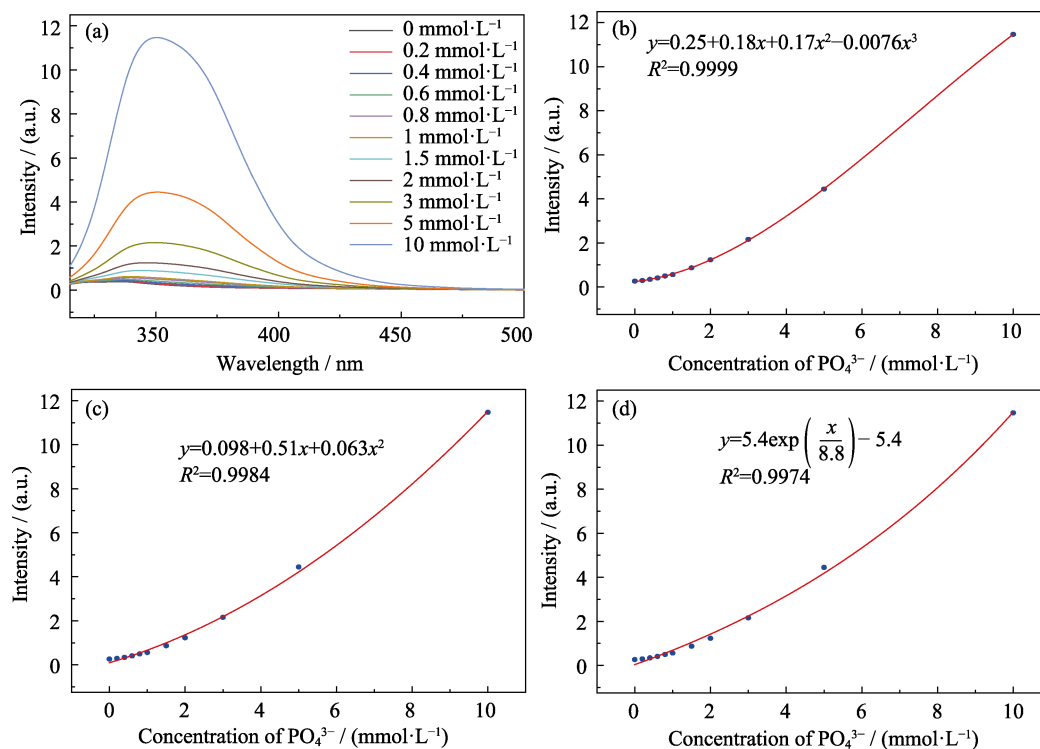 (a)
0 mmol·L⁻¹
0.2 mmol·L⁻¹
0.4 mmol·L⁻¹
0.6 mmol·L⁻¹
0.8 mmol·L⁻¹
1 mmol·L⁻¹
1.5 mmol·L⁻¹
2 mmol·L⁻¹
3 mmol·L⁻¹
5 mmol·L⁻¹
10 mmol·L⁻¹
12
10
8
6
4
2
0
Intensity / (a.u.)
350 400 450 500
Wavelength / nm
(b)
y=0.25+0.18x+0.17x²−0.0076x³
R²=0.9999
12
10
8
6
4
2
0
Intensity / (a.u.)
0 2 4 6 8 10
Concentration of PO₄³⁻ / (mmol·L⁻¹)
(c)
y=0.098+0.51x+0.063x²
R²=0.9984
12
10
8
6
4
2
0
Intensity / (a.u.)
0 2 4 6 8 10
Concentration of PO₄³⁻ / (mmol·L⁻¹)
(d)
y=5.4exp(x/8.8)−5.4
R²=0.9974
12
10
8
6
4
2
0
Intensity / (a.u.)
0 2 4 6 8 10
Concentration of PO₄³⁻ / (mmol·L⁻¹)